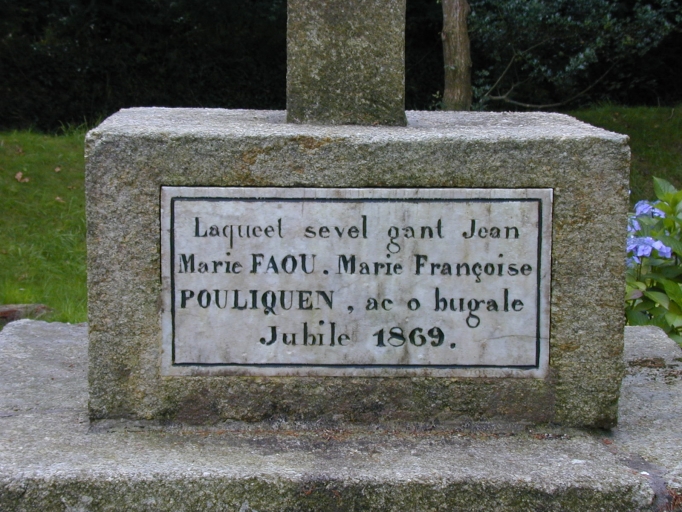 Laqueet sevel gant Jean
Marie FAOU. Marie Françoise
POULIQUEN, ac o bugale
Jubile 1869.